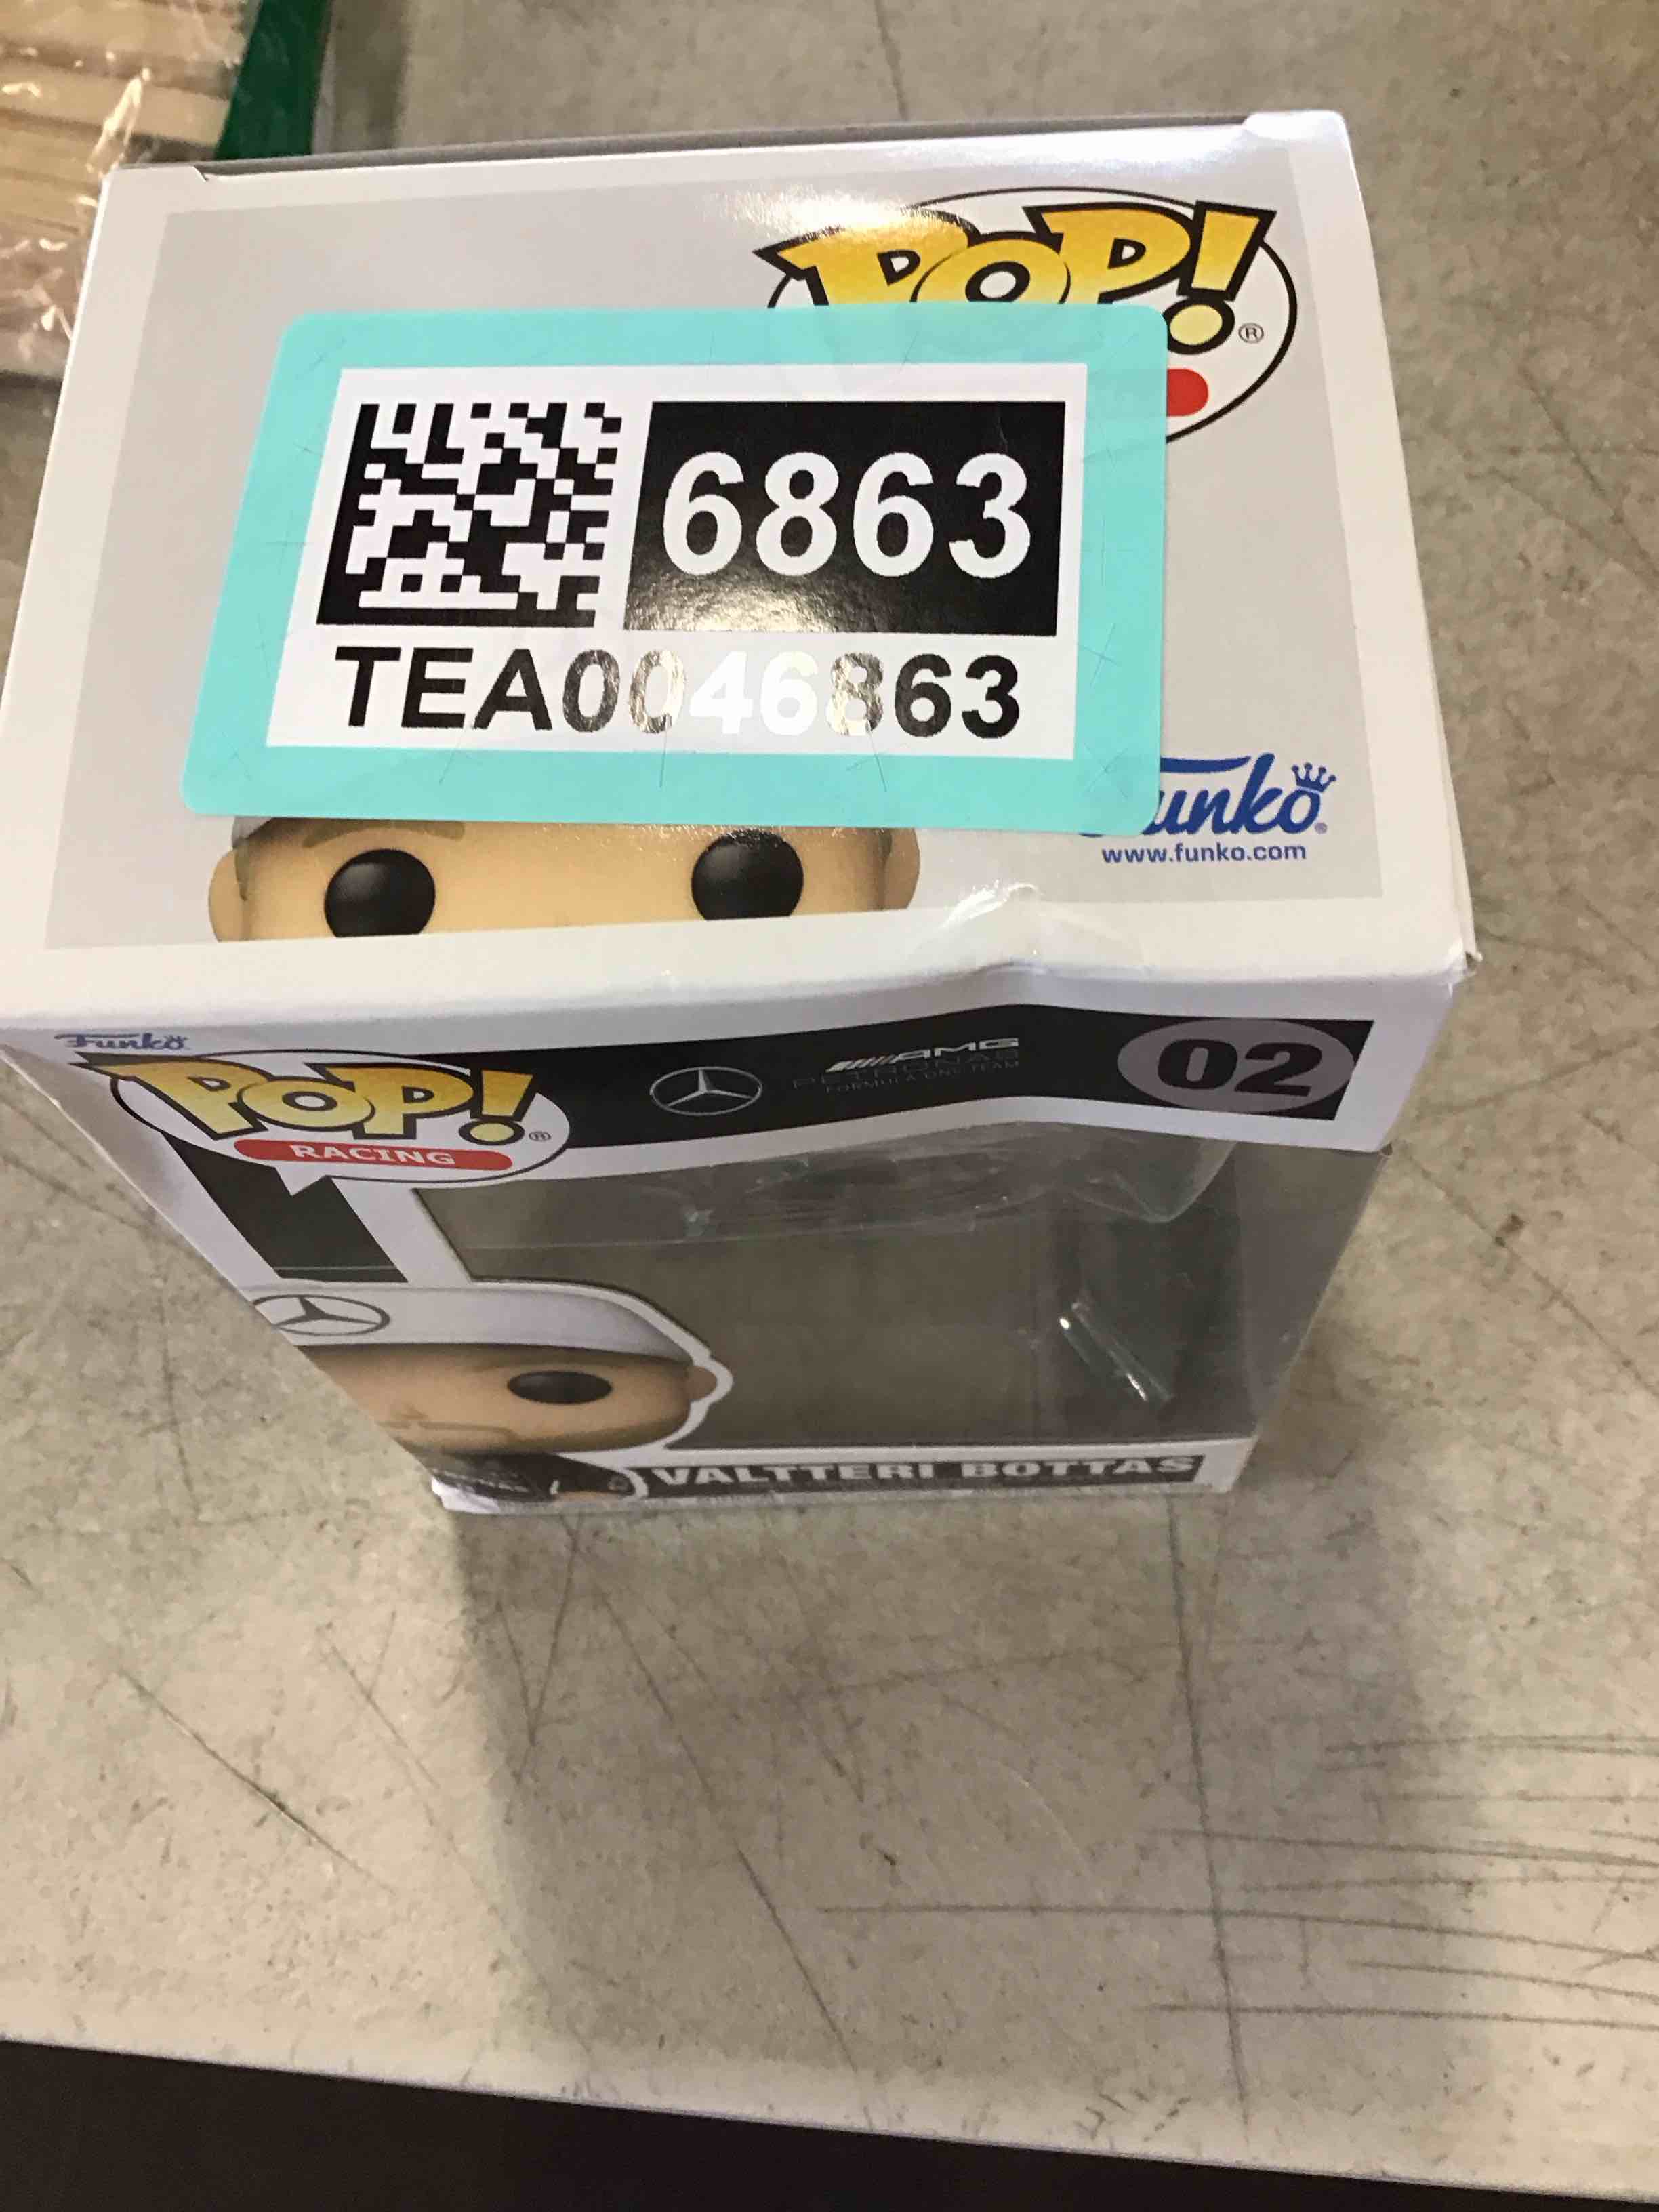 POP!
®
6863
TEA0046863
Funko
www.funko.com
Funko
POP!
®
RACING
AMG
PETRONAS
FORMULA ONE TEAM
02
VALTTERI BOTTAS